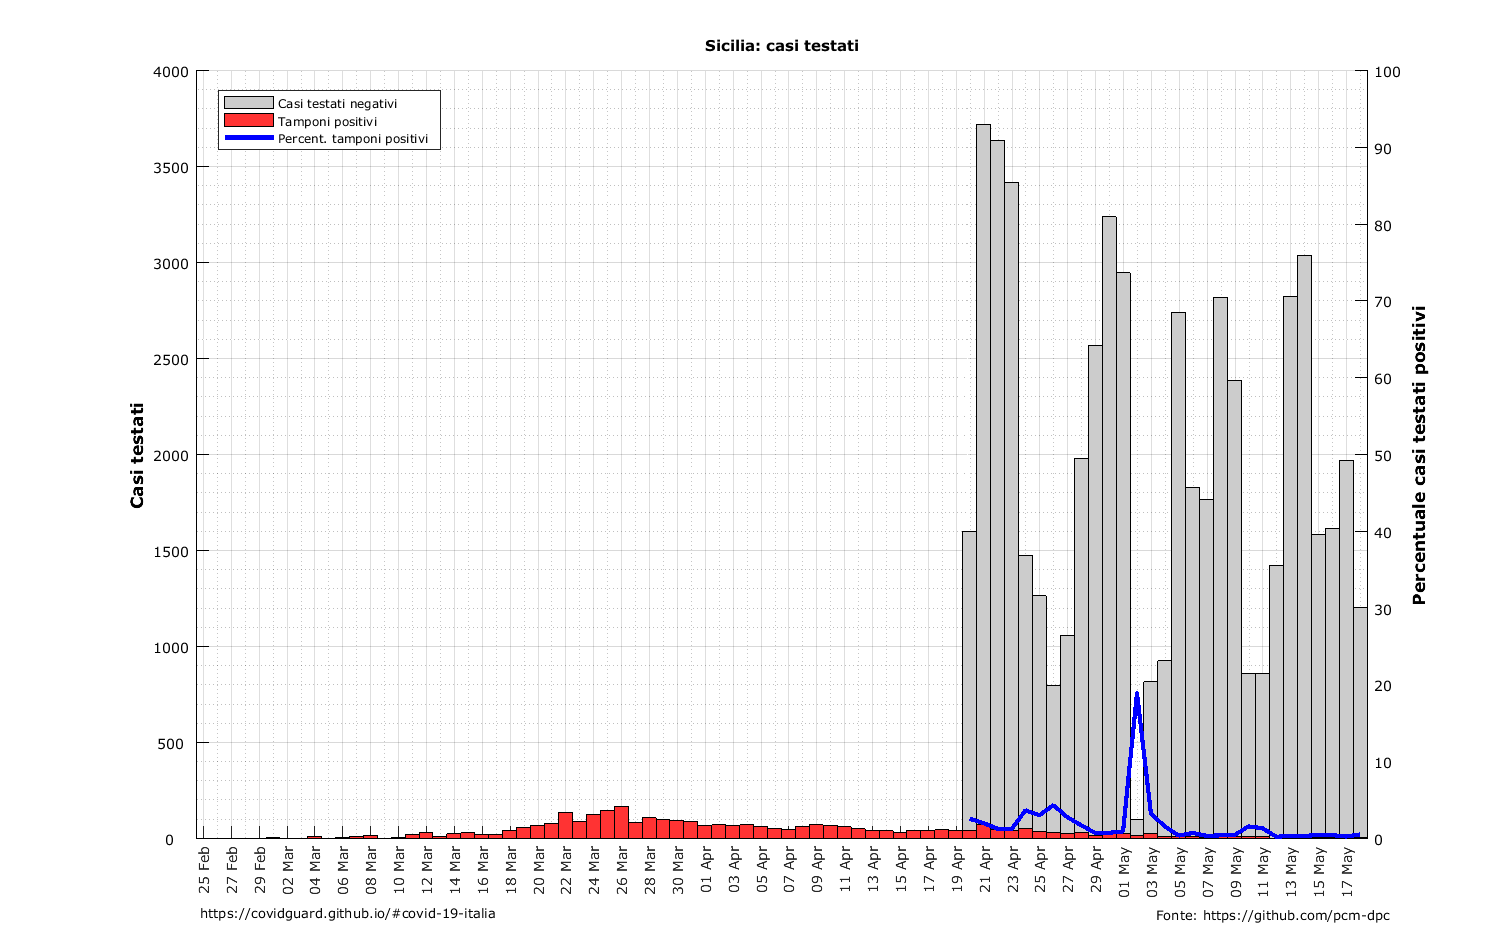 Sicilia: casi testati
Casi testati negativi
Tamponi positivi
Percent. tamponi positivi
Casi testati
4000
3500
3000
2500
2000
1500
1000
500
0
100
90
80
70
60
50
40
30
20
10
0
Percentuale casi testati positivi
25 Feb
27 Feb
29 Feb
02 Mar
04 Mar
06 Mar
08 Mar
10 Mar
12 Mar
14 Mar
16 Mar
18 Mar
20 Mar
22 Mar
24 Mar
26 Mar
28 Mar
30 Mar
01 Apr
03 Apr
05 Apr
07 Apr
09 Apr
11 Apr
13 Apr
15 Apr
17 Apr
19 Apr
21 Apr
23 Apr
25 Apr
27 Apr
29 Apr
01 May
03 May
05 May
07 May
09 May
11 May
13 May
15 May
17 May
https://covidguard.github.io/#covid-19-italia
Fonte: https://github.com/pcm-dpc